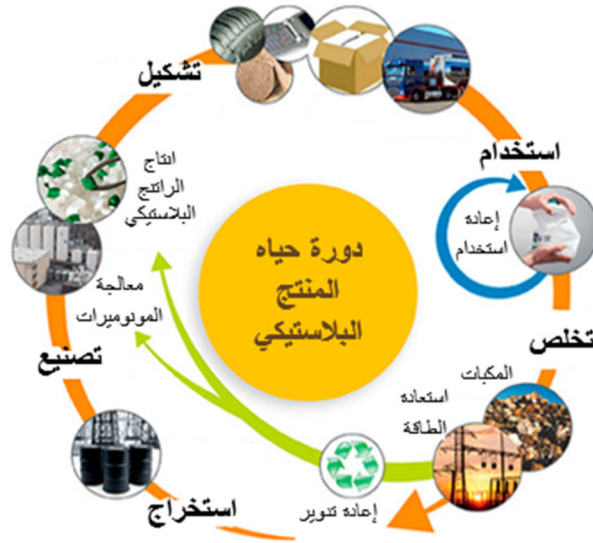 تشكيل
استخدام
انتاج
الراتنج
البلاستيكي
إعاده
استخدام
دورة حياه
المنتج
البلاستيكي
معالجة
المونوميرات
تخلص
تصنيع
المكبات
استعاده
الطاقة
استخراج
إعاده تدوير